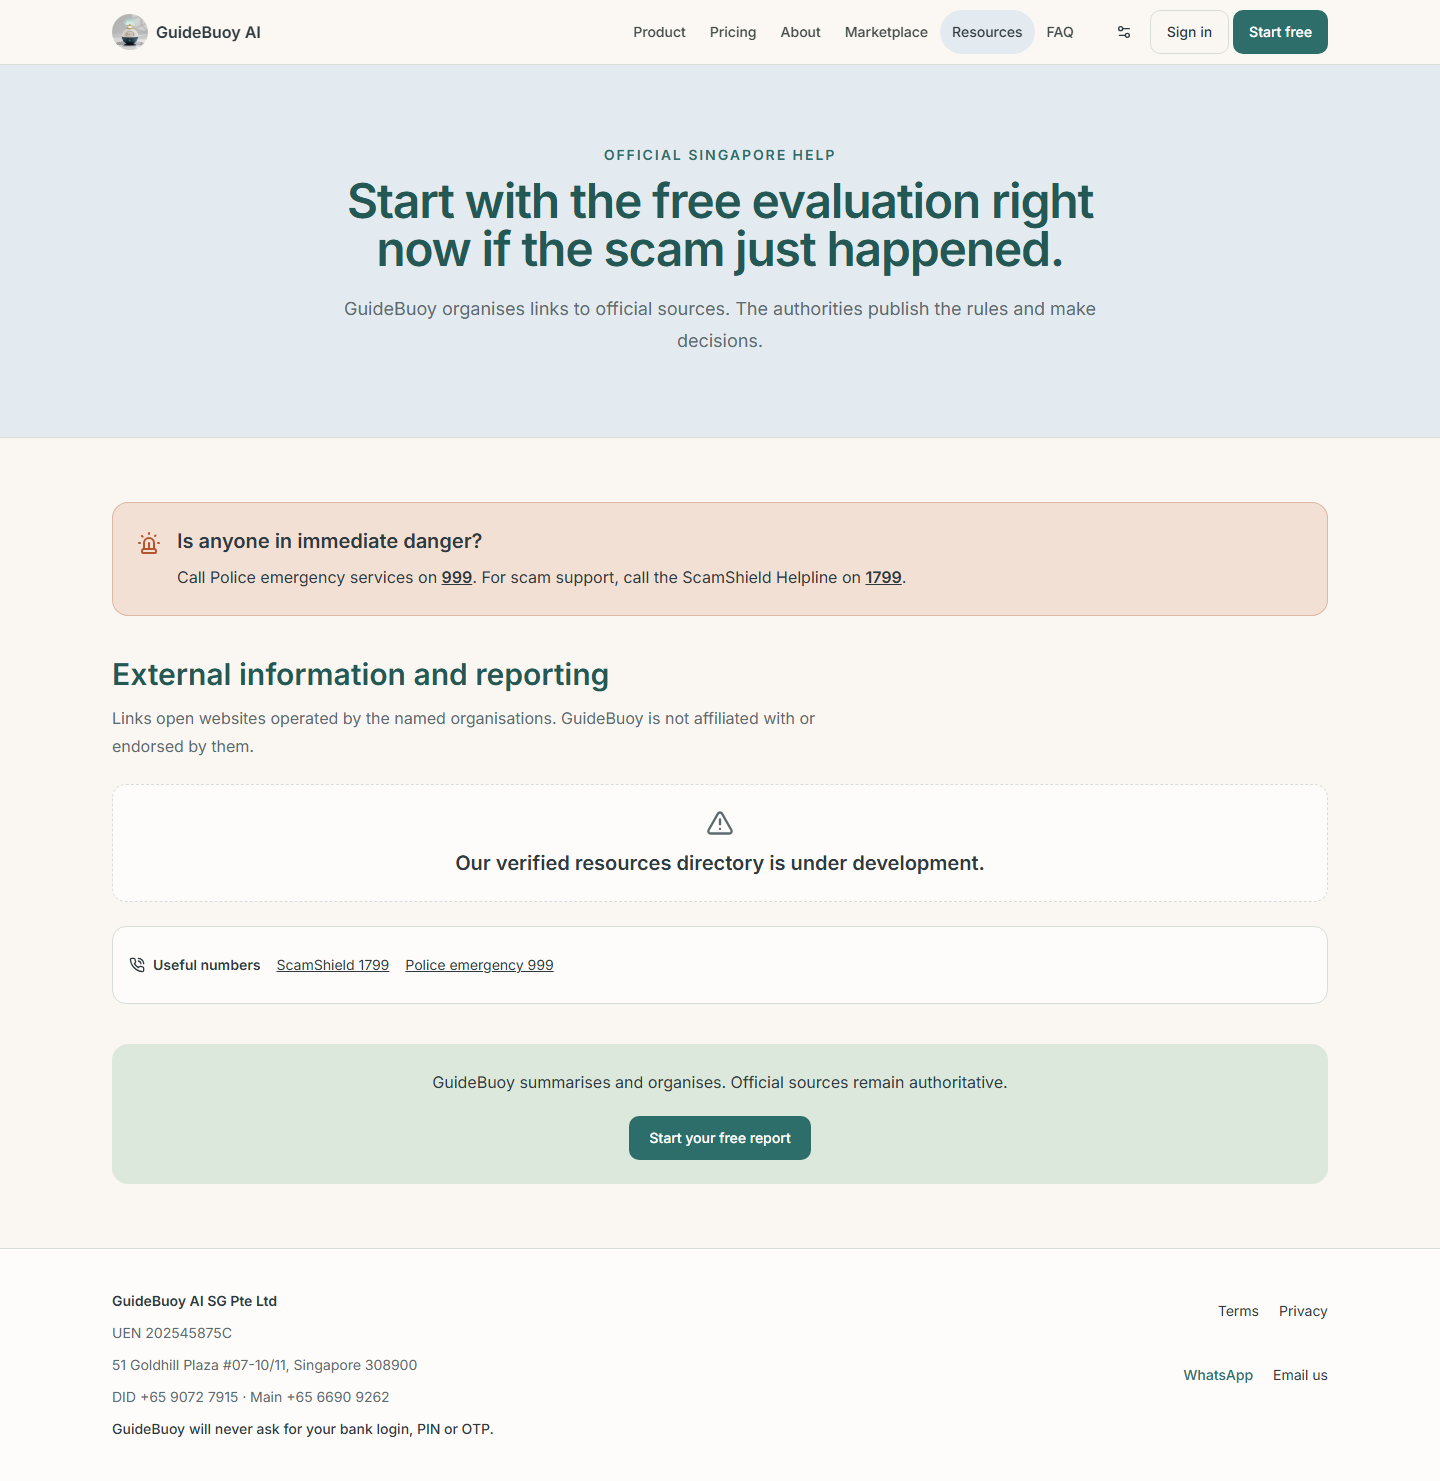 GuideBuoy AI
Product
Pricing
About
Marketplace
Resources
FAQ
Sign in
Start free
OFFICIAL SINGAPORE HELP
Start with the free evaluation right
now if the scam just happened.
GuideBuoy organises links to official sources. The authorities publish the rules and make
decisions.
Is anyone in immediate danger?
Call Police emergency services on 999. For scam support, call the ScamShield Helpline on 1799.
External information and reporting
Links open websites operated by the named organisations. GuideBuoy is not affiliated with or
endorsed by them.
Our verified resources directory is under development.
Useful numbers
ScamShield 1799
Police emergency 999
GuideBuoy summarises and organises. Official sources remain authoritative.
Start your free report
GuideBuoy AI SG Pte Ltd
UEN 202545875C
51 Goldhill Plaza #07-10/11, Singapore 308900
DID +65 9072 7915 · Main +65 6690 9262
GuideBuoy will never ask for your bank login, PIN or OTP.
Terms
Privacy
WhatsApp
Email us